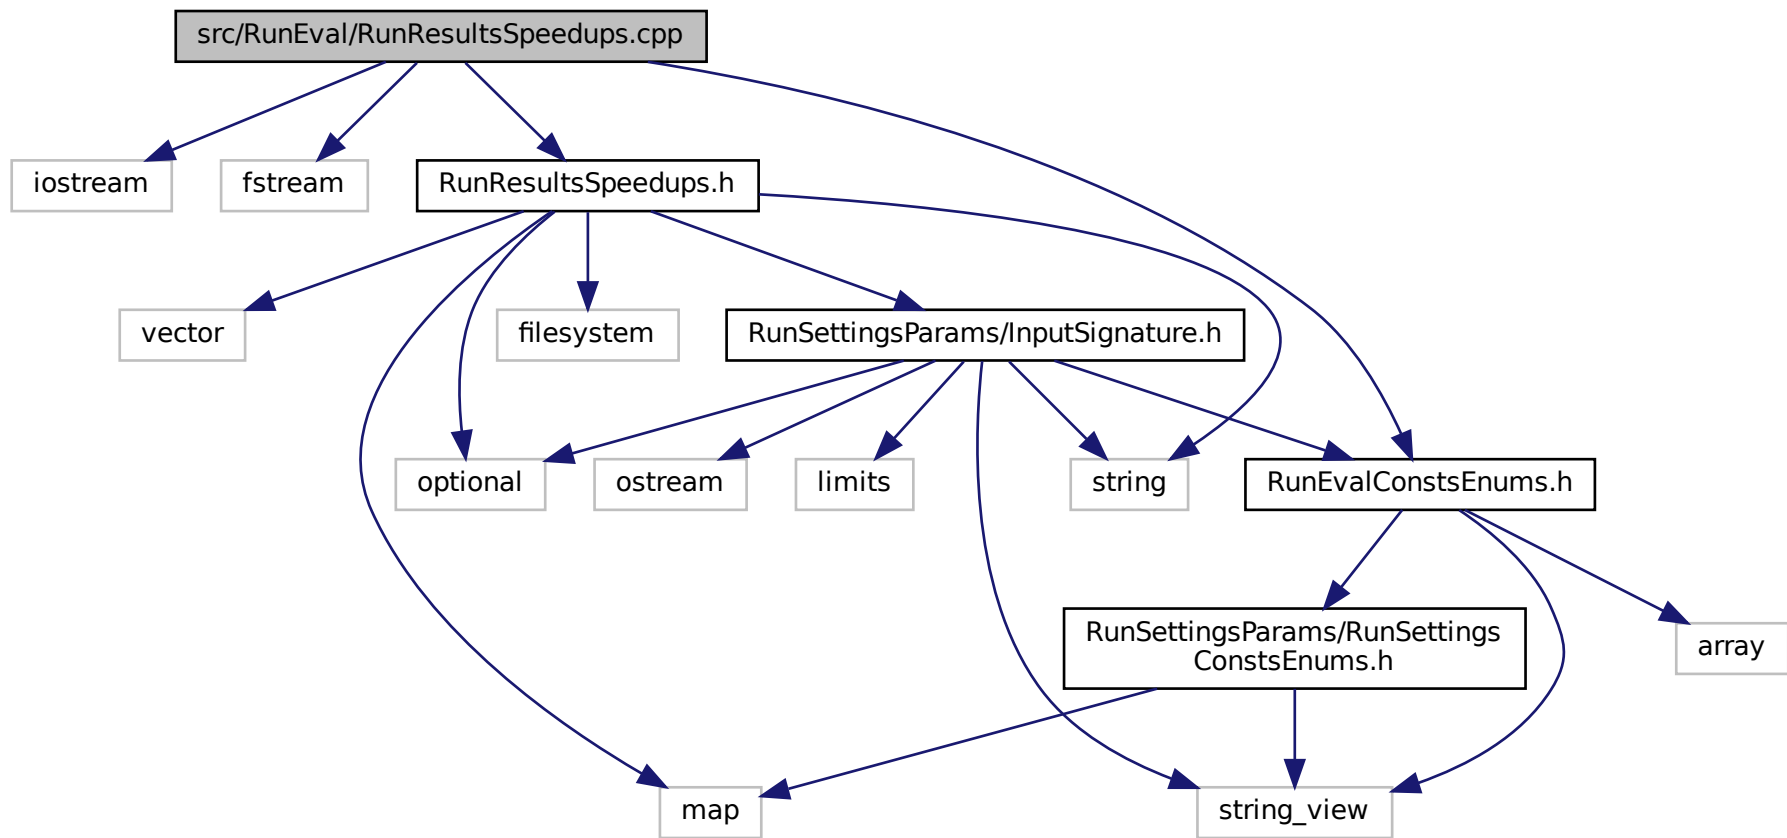 src/RunEval/RunResultsSpeedups.cpp
iostream
fstream
RunResultsSpeedups.h
vector
filesystem
RunSettingsParams/InputSignature.h
optional
ostream
limits
string
RunEvalConstsEnums.h
RunSettingsParams/RunSettings
ConstsEnums.h
array
map
string_view